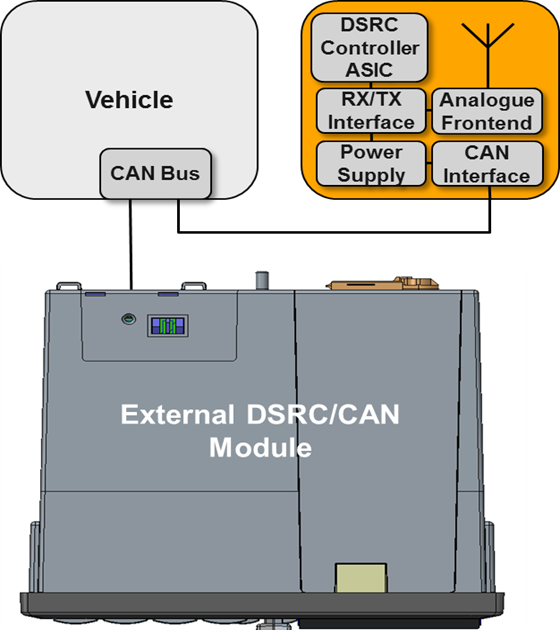 Vehicle
CAN Bus
DSRC
Controller
ASIC
RX/TX
Interface
Analogue
Frontend
Power
Supply
CAN
Interface
External DSRC/CAN
Module